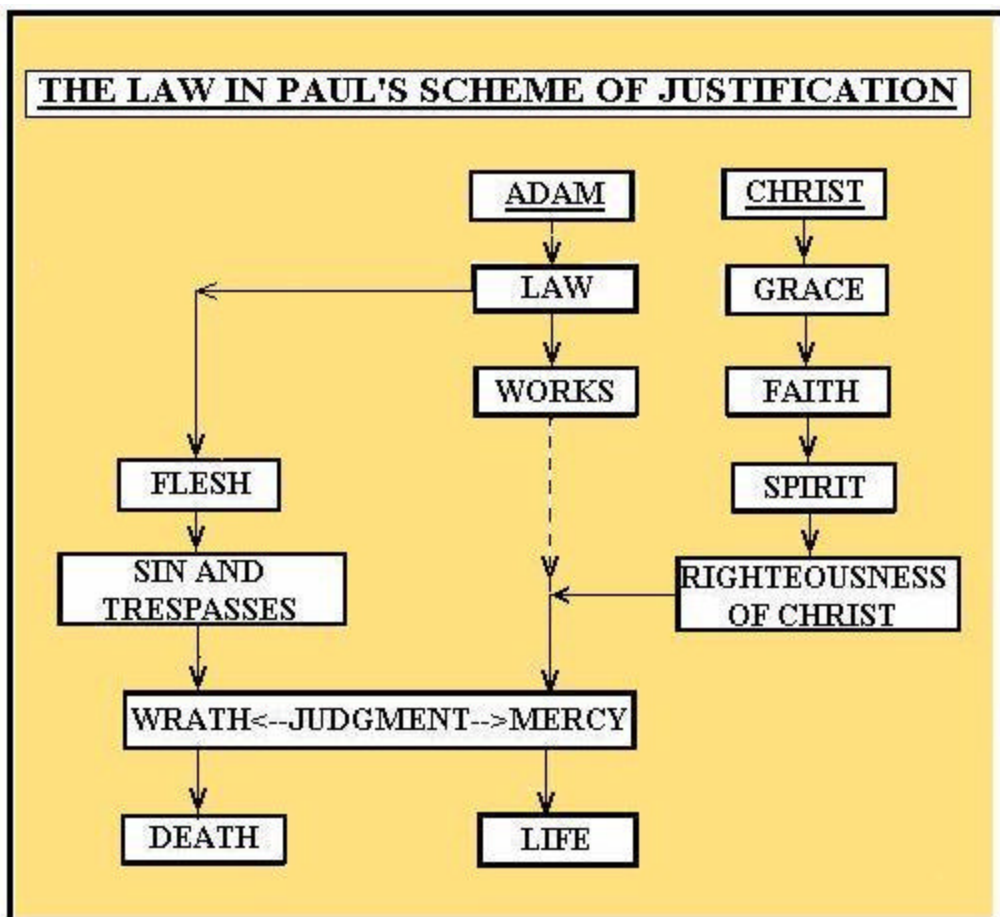 THE LAW IN PAUL'S SCHEME OF JUSTIFICATION
ADAM
CHRIST
LAW
GRACE
WORKS
FAITH
FLESH
SPIRIT
SIN AND
TRESPASSES
RIGHTEOUSNESS
OF CHRIST
WRATH<--JUDGMENT-->MERCY
DEATH
LIFE